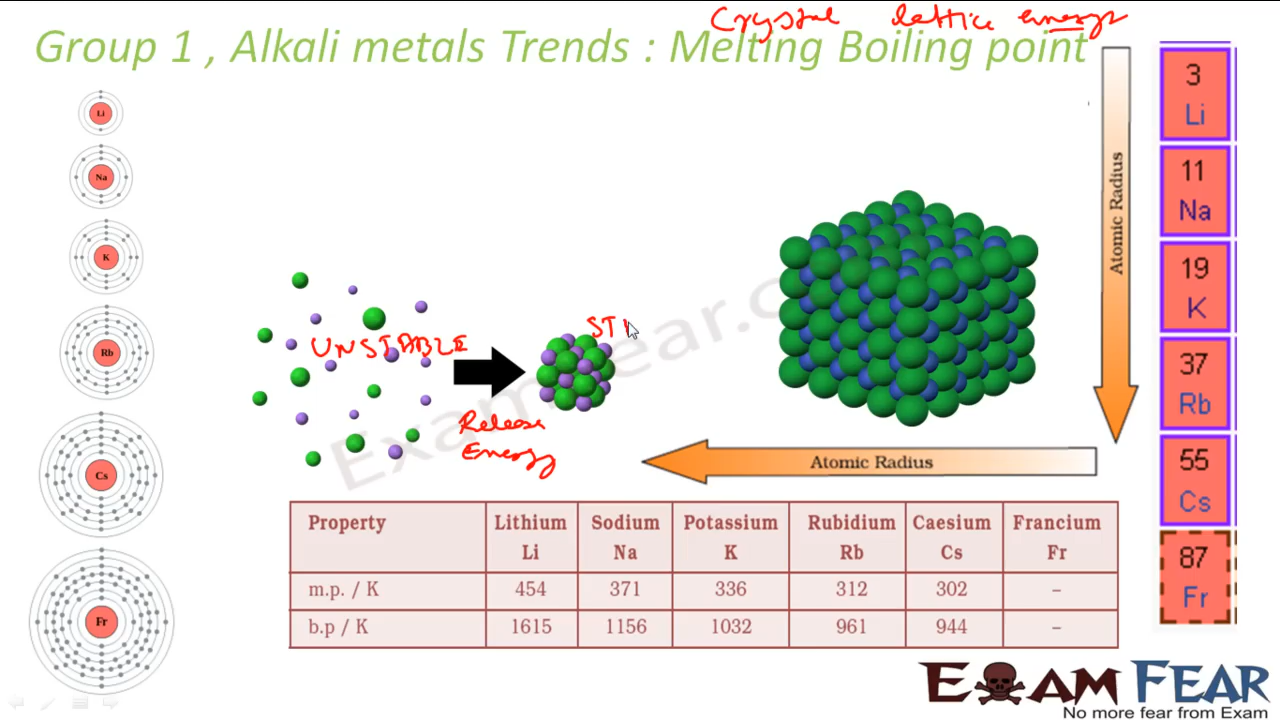 Crystal lattice energy
Group 1 , Alkali metals Trends : Melting Boiling point
Li
Na
K
Rb
Cs
Fr
UNSTABLE
ST
Release
Energy
ExamFear.c
Atomic Radius
Atomic Radius
3
Li
11
Na
19
K
37
Rb
55
Cs
87
Fr
Property Lithium Li Sodium Na Potassium K Rubidium Rb Caesium Cs Francium Fr
m.p. / K 454 371 336 312 302 –
b.p / K 1615 1156 1032 961 944 –
EXAM FEAR
No more fear from Exam